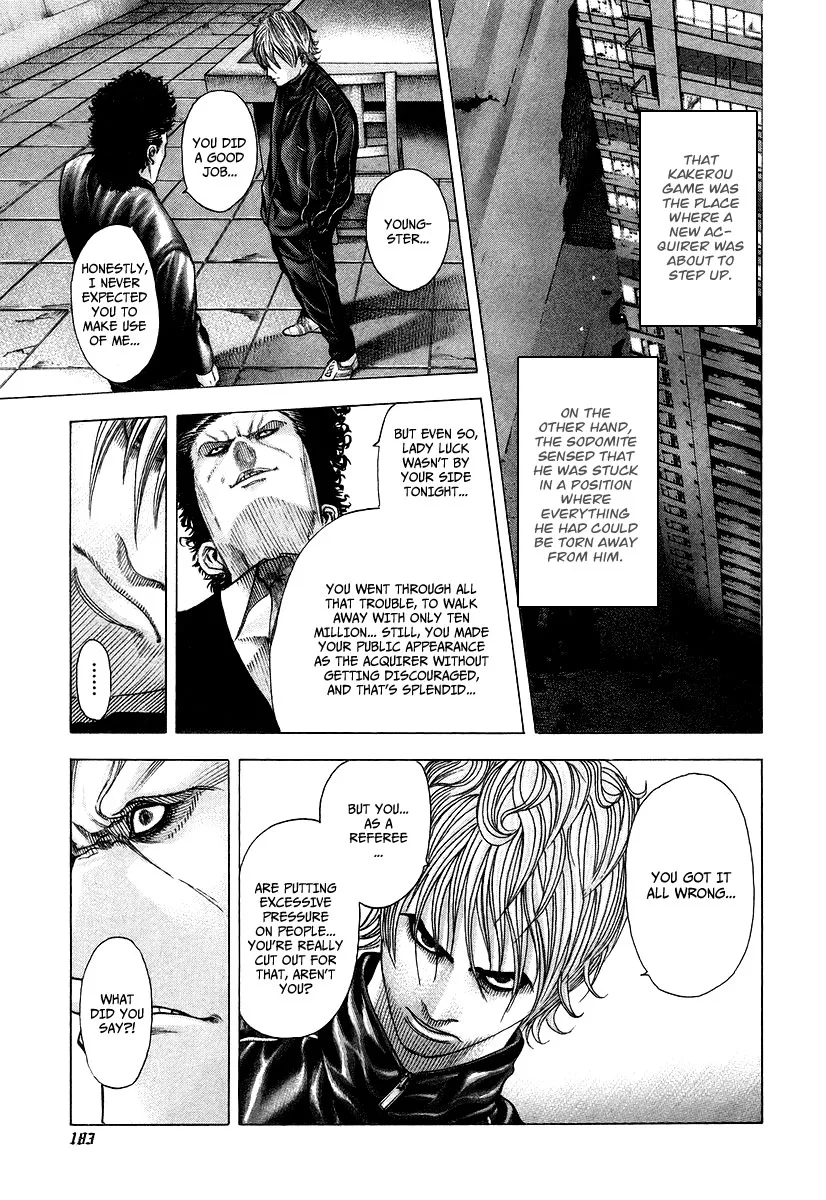 THAT
KAKEROU
GAME WAS
THE PLACE
WHERE A
NEW AC-
QUIRER WAS
ABOUT TO
STEP UP.
ON THE
OTHER HAND,
THE SODOMITE
SENSED THAT
HE WAS STUCK
IN A POSITION
WHERE
EVERYTHING
HE HAD COULD
BE TORN AWAY
FROM HIM.
YOUNG-
STER...
YOU DID
A GOOD
JOB...
HONESTLY,
I NEVER
EXPECTED
YOU TO
MAKE USE
OF ME...
BUT EVEN SO,
LADY LUCK
WASN'T BY
YOUR SIDE
TONIGHT...
YOU WENT THROUGH ALL
THAT TROUBLE, TO WALK
AWAY WITH ONLY TEN
MILLION... STILL, YOU MADE
YOUR PUBLIC APPEARANCE
AS THE ACQUIRER WITHOUT
GETTING DISCOURAGED,
AND THAT'S SPLENDID...
......
YOU GOT IT
ALL WRONG...
BUT YOU...
AS A
REFEREE
...
ARE PUTTING
EXCESSIVE
PRESSURE
ON PEOPLE...
YOU'RE REALLY
CUT OUT FOR
THAT, AREN'T
YOU?
WHAT
DID YOU
SAY?!
183